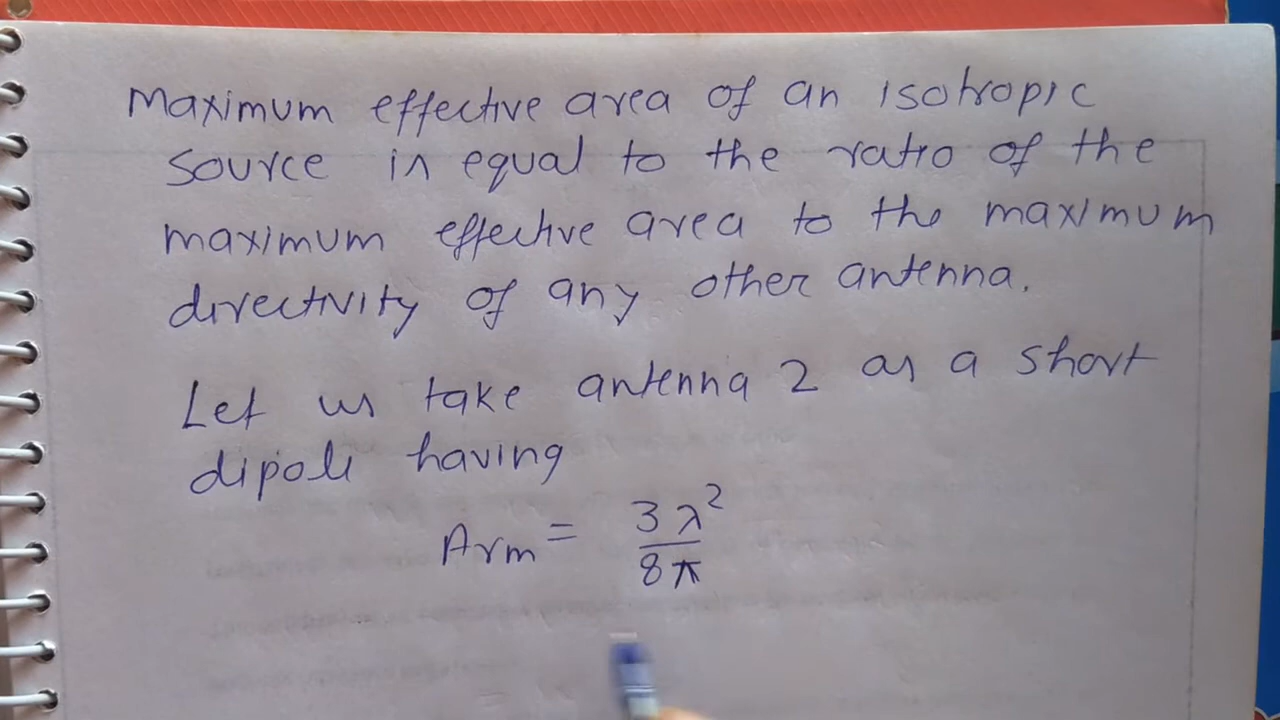 Maximum effective area of an isotropic
source is equal to the ratio of the
maximum effective area to the maximum
directivity of any other antenna.
Let us take antenna 2 as a short
dipole having
Arm = 3λ²/8π